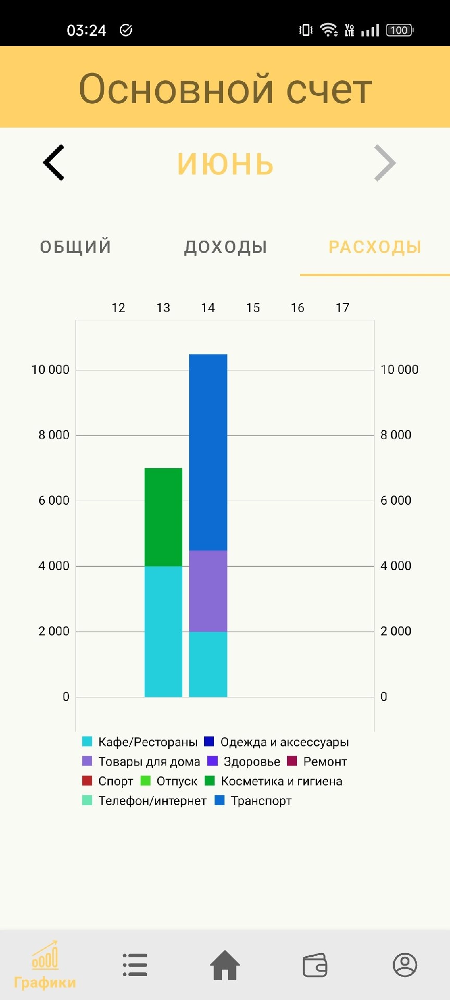 03:24 Vo LTE 100
Основной счет
ИЮНЬ
ОБЩИЙ ДОХОДЫ РАСХОДЫ
12 13 14 15 16 17
10 000 10 000
8 000 8 000
6 000 6 000
4 000 4 000
2 000 2 000
0 0
Кафе/Рестораны Одежда и аксессуары
Товары для дома Здоровье Ремонт
Спорт Отпуск Косметика и гигиена
Телефон/интернет Транспорт
Графики